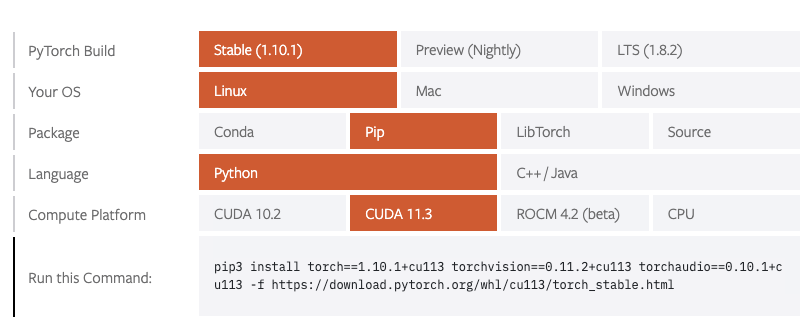 PyTorch Build Stable (1.10.1) Preview (Nightly) LTS (1.8.2)
Your OS Linux Mac Windows
Package Conda Pip LibTorch Source
Language Python C++ / Java
Compute Platform CUDA 10.2 CUDA 11.3 ROCM 4.2 (beta) CPU
Run this Command:
pip3 install torch==1.10.1+cu113 torchvision==0.11.2+cu113 torchaudio==0.10.1+c
u113 -f https://download.pytorch.org/whl/cu113/torch_stable.html